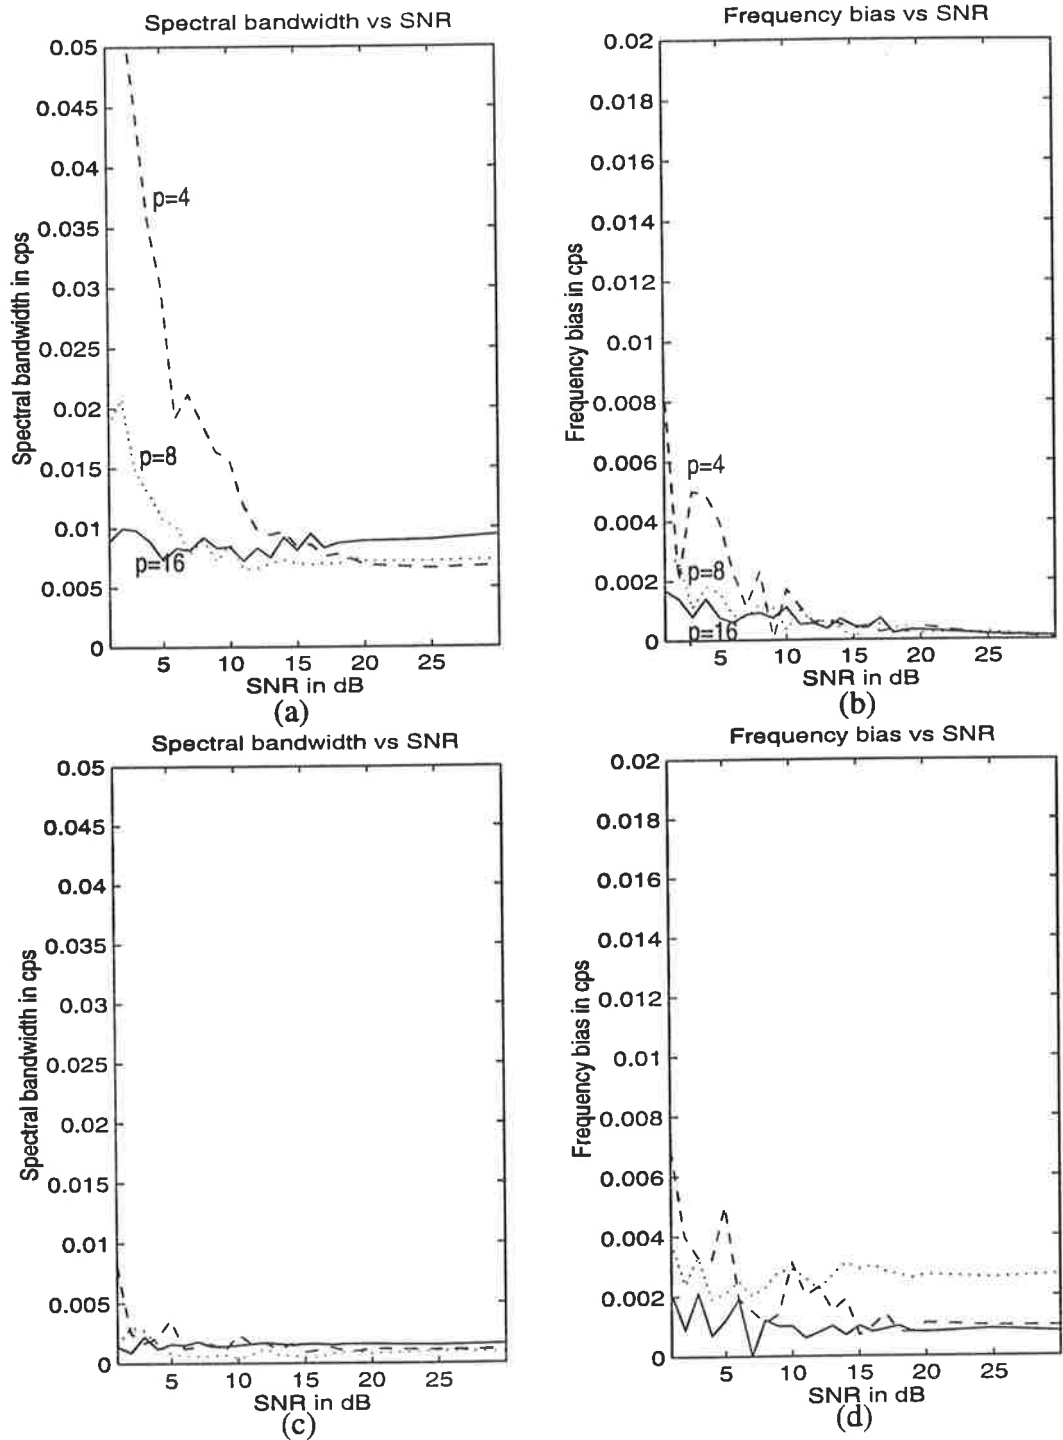 Spectral bandwidth vs SNR
0.05
0.045
0.04
0.035
0.03
0.025
0.02
0.015
0.01
0.005
0
Spectral bandwidth in cps
p=4
p=8
p=16
5 10 15 20 25
SNR in dB
(a)
Frequency bias vs SNR
0.02
0.018
0.016
0.014
0.012
0.01
0.008
0.006
0.004
0.002
0
Frequency bias in cps
p=4
p=8
p=16
5 10 15 20 25
SNR in dB
(b)
Spectral bandwidth vs SNR
0.05
0.045
0.04
0.035
0.03
0.025
0.02
0.015
0.01
0.005
0
Spectral bandwidth in cps
5 10 15 20 25
SNR in dB
(c)
Frequency bias vs SNR
0.02
0.018
0.016
0.014
0.012
0.01
0.008
0.006
0.004
0.002
0
Frequency bias in cps
5 10 15 20 25
SNR in dB
(d)